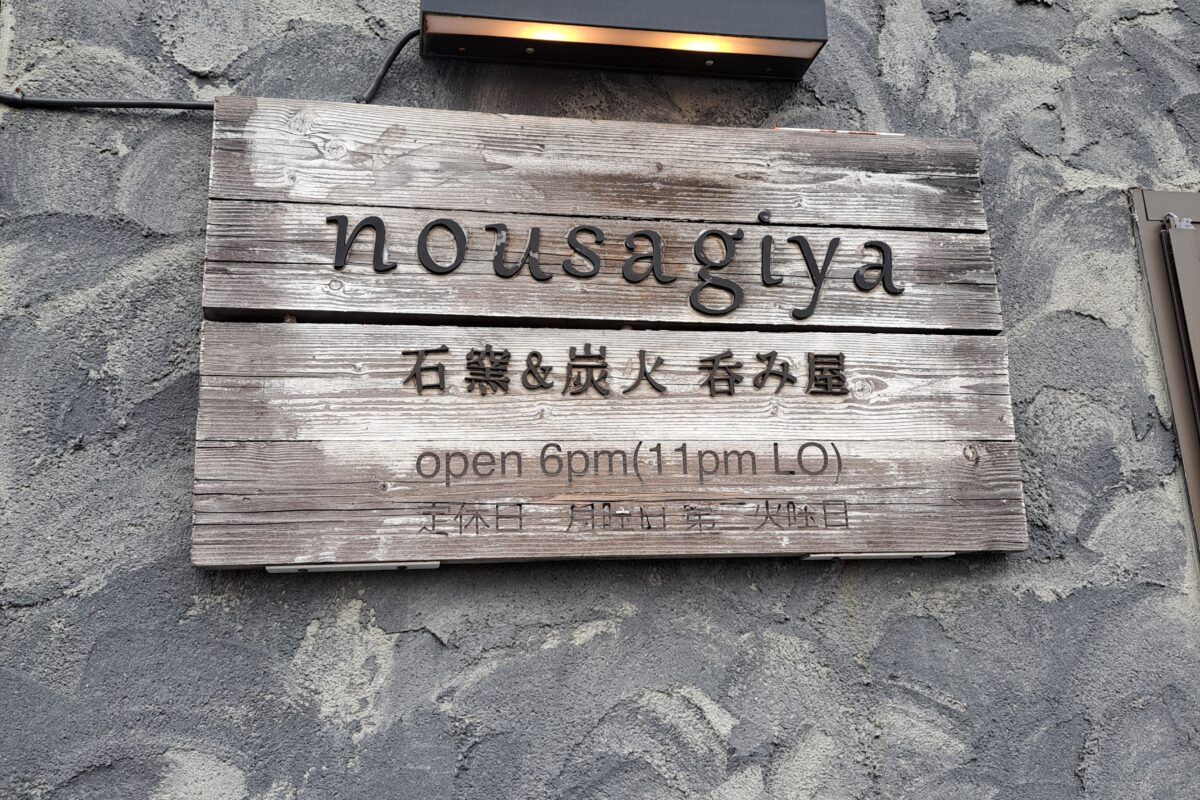 nousagiya
石窯&炭火 呑み屋
open 6pm(11pm LO)
定休日 月曜日 第二火曜日